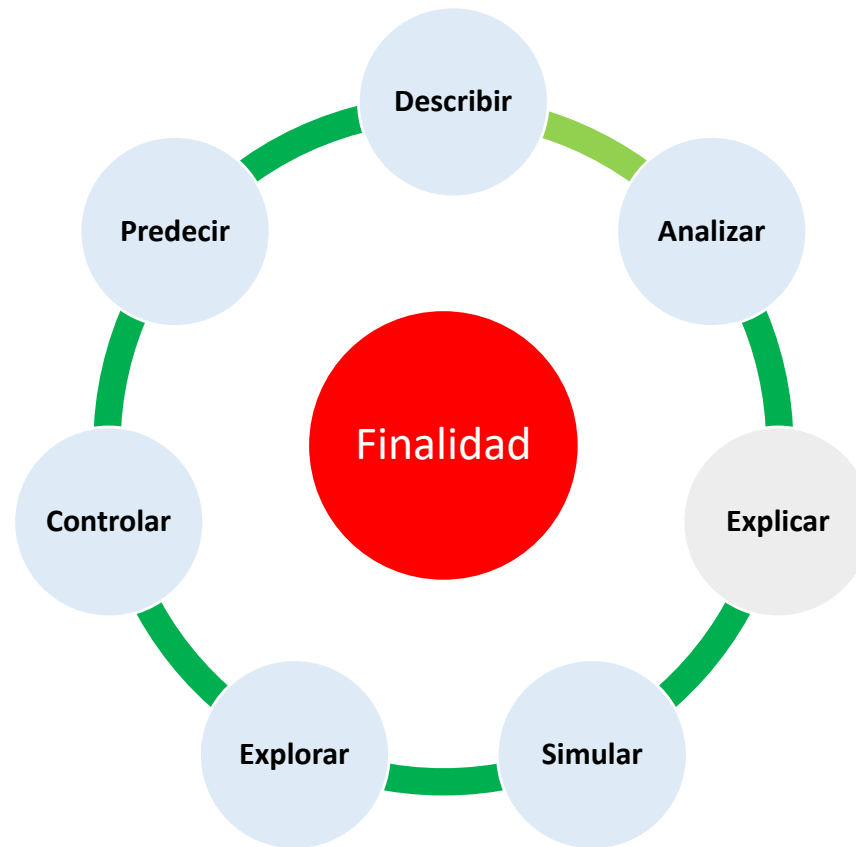 Describir
Analizar
Explicar
Simular
Explorar
Controlar
Predecir
Finalidad